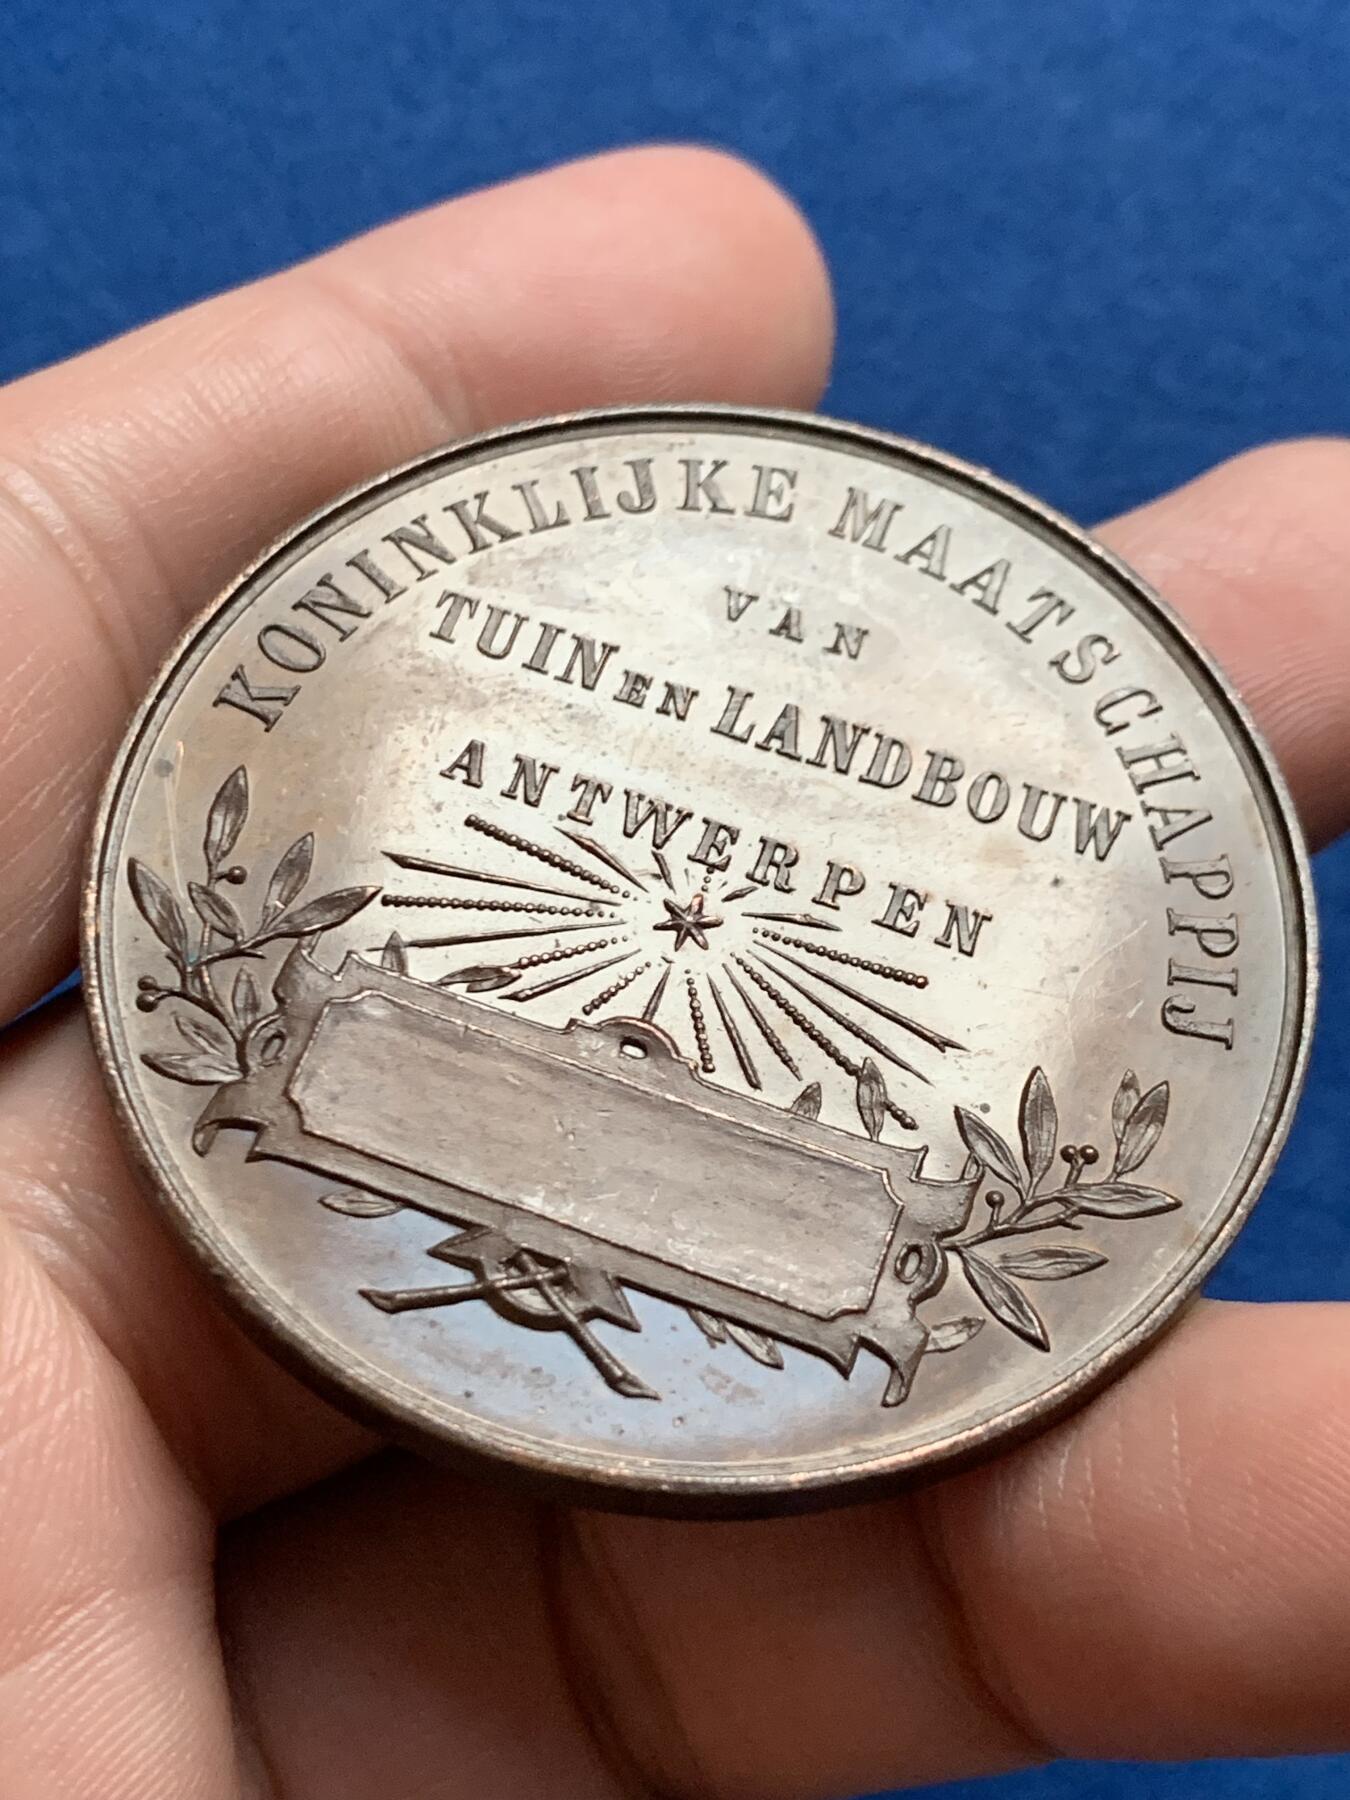 KONINKLIJKE MAATSCHAPPIJ
VAN
TUIN EN LANDBOUW
ANTWERPEN